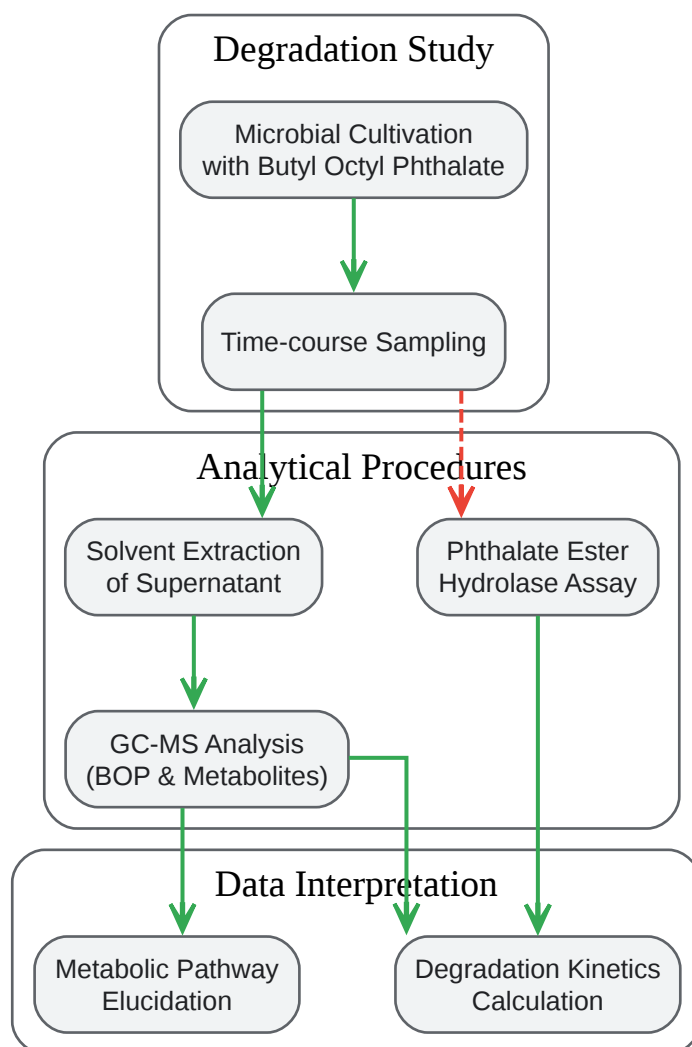 Degradation Study
Microbial Cultivation
with Butyl Octyl Phthalate
Time-course Sampling
Analytical Procedures
Solvent Extraction
of Supernatant
Phthalate Ester
Hydrolase Assay
GC-MS Analysis
(BOP & Metabolites)
Data Interpretation
Metabolic Pathway
Elucidation
Degradation Kinetics
Calculation